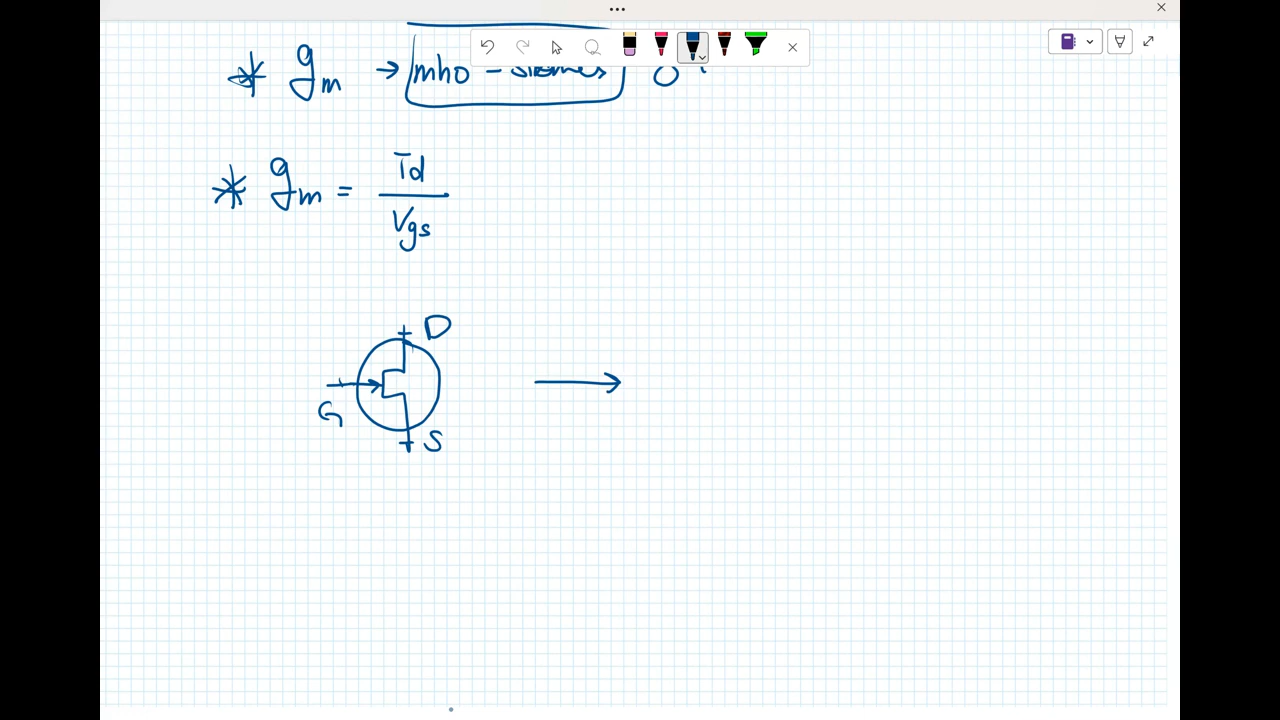 * gm → mho - siemens
* gm = Id / Vgs
D
G
S